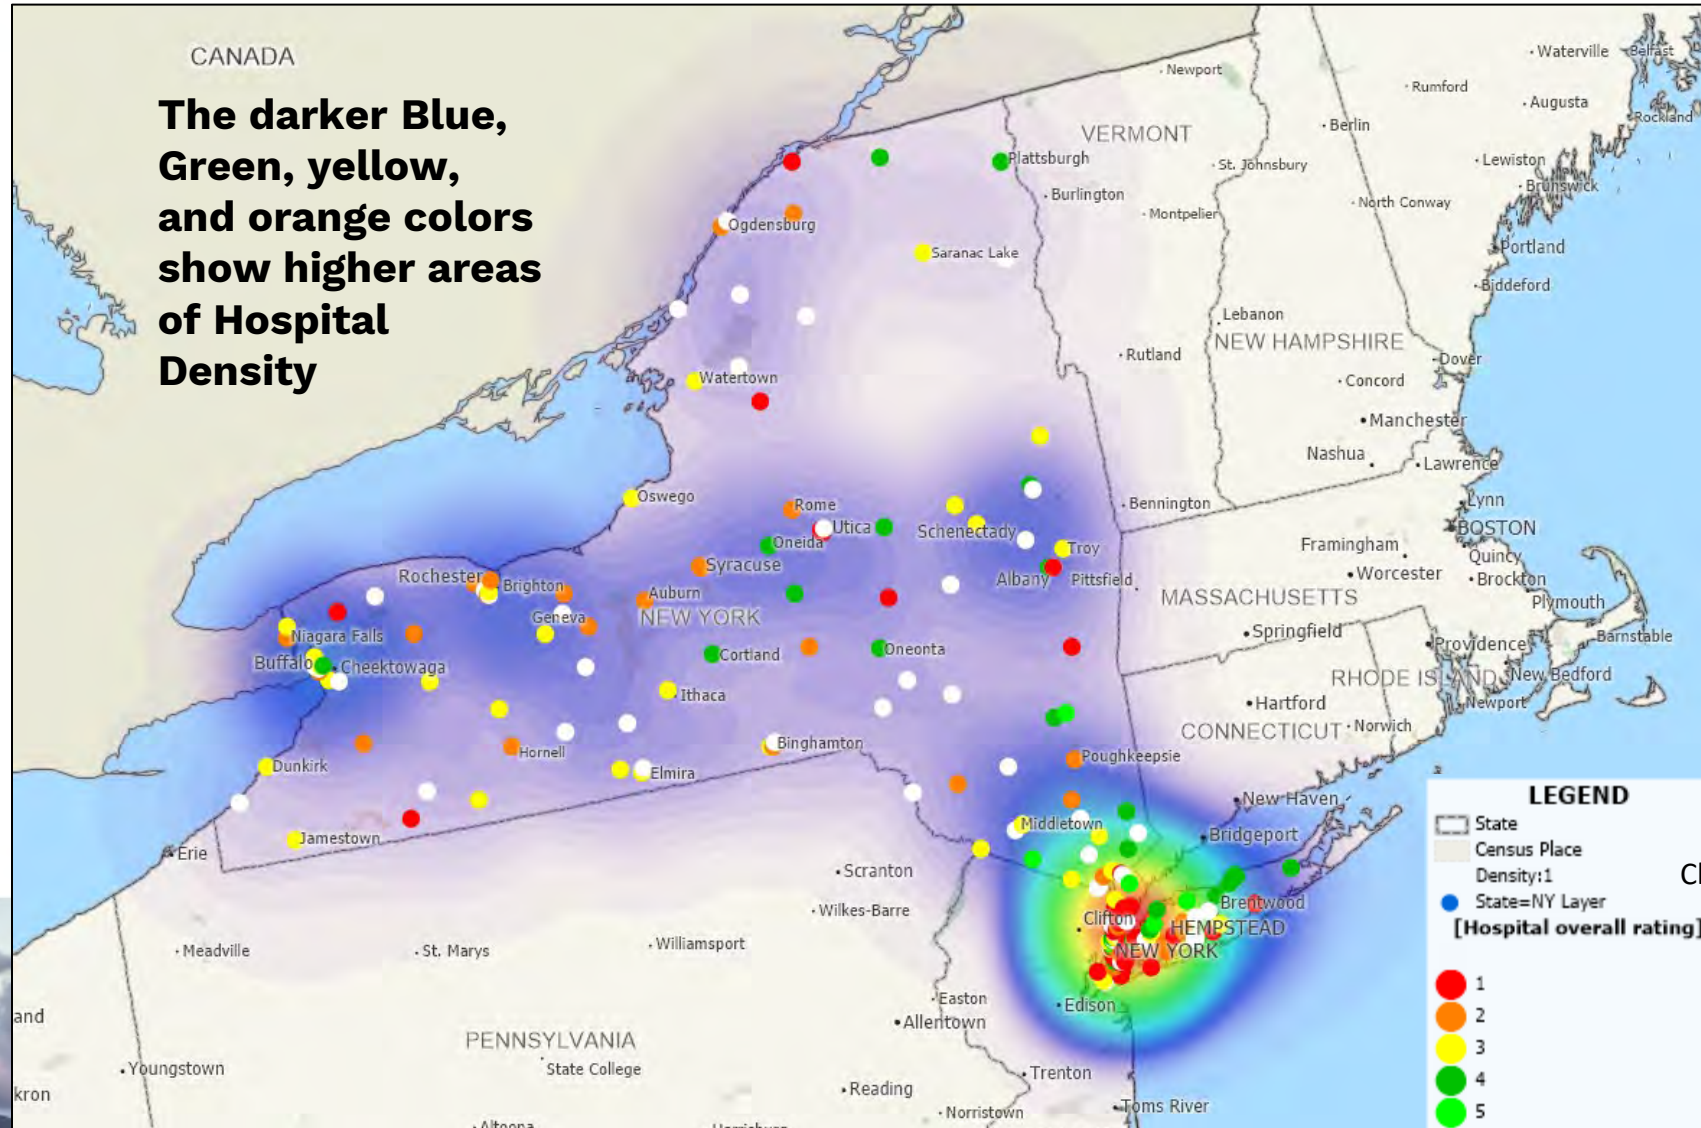 CANADA
The darker Blue,
Green, yellow,
and orange colors
show higher areas
of Hospital
Density
Waterville
Belfast
Newport
Rumford
Augusta
Rockland
Berlin
VERMONT
Plattsburgh
St. Johnsbury
Lewiston
Brunswick
Burlington
North Conway
Montpelier
Ogdensburg
Saranac Lake
Portland
Biddeford
Lebanon
NEW HAMPSHIRE
Rutland
Dover
Watertown
Concord
Manchester
Nashua
Lawrence
Oswego
Rome
Bennington
Lynn
Utica
Schenectady
BOSTON
Oneida
Framingham
Quincy
Troy
Syracuse
Rochester
Brighton
Albany
Pittsfield
Worcester
Brockton
Auburn
MASSACHUSETTS
Plymouth
Geneva
NEW YORK
Niagara Falls
Springfield
Providence
Barnstable
Buffalo
Cheektowaga
Cortland
Oneonta
RHODE ISLAND
New Bedford
Ithaca
Hartford
Newport
CONNECTICUT
Norwich
Binghamton
Hornell
Poughkeepsie
Dunkirk
Elmira
New Haven
LEGEND
State
Middletown
Bridgeport
Jamestown
Census Place
Erie
Scranton
Density:1
Cl
State=NY Layer
Brentwood
Wilkes-Barre
Clifton
HEMPSTEAD
[Hospital overall rating]
Meadville
St. Marys
Williamsport
NEW YORK
1
Easton
Edison
and
Allentown
2
PENNSYLVANIA
3
Youngstown
State College
Trenton
4
kron
Reading
Toms River
Norristown
5
Altoona
Harrisburg